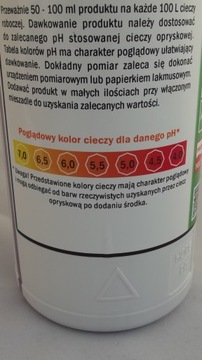 Przeważnie 50 - 100 ml produktu na każde 100 L cieczy
roboczej. Dawkowanie produktu należy dostosować
do zalecanego pH stosowanej cieczy opryskowej.
Tabela kolorów pH ma charakter poglądowy ułatwiający
dawkowanie. Dokładny pomiar zaleca się dokonać
urządzeniem pomiarowym lub papierkiem lakmusowym.
Dodawać produkt w małych ilościach przy włączonym
mieszadle do uzyskania zalecanych wartości.
Poglądowy kolor cieczy dla danego pH*
7,0 6,5 6,0 5,5 5,0 4,5 4,0
Uwaga! Przedstawione kolory cieczy mają charakter poglądowy
i mogą odbiegać od barw rzeczywistych uzyskanych przez ciecz
opryskową po dodaniu środka.